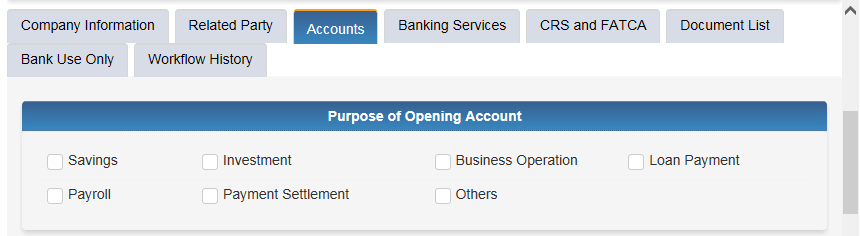 Company Information Related Party Accounts Banking Services CRS and FATCA Document List
Bank Use Only Workflow History
Purpose of Opening Account
Savings Investment Business Operation Loan Payment
Payroll Payment Settlement Others